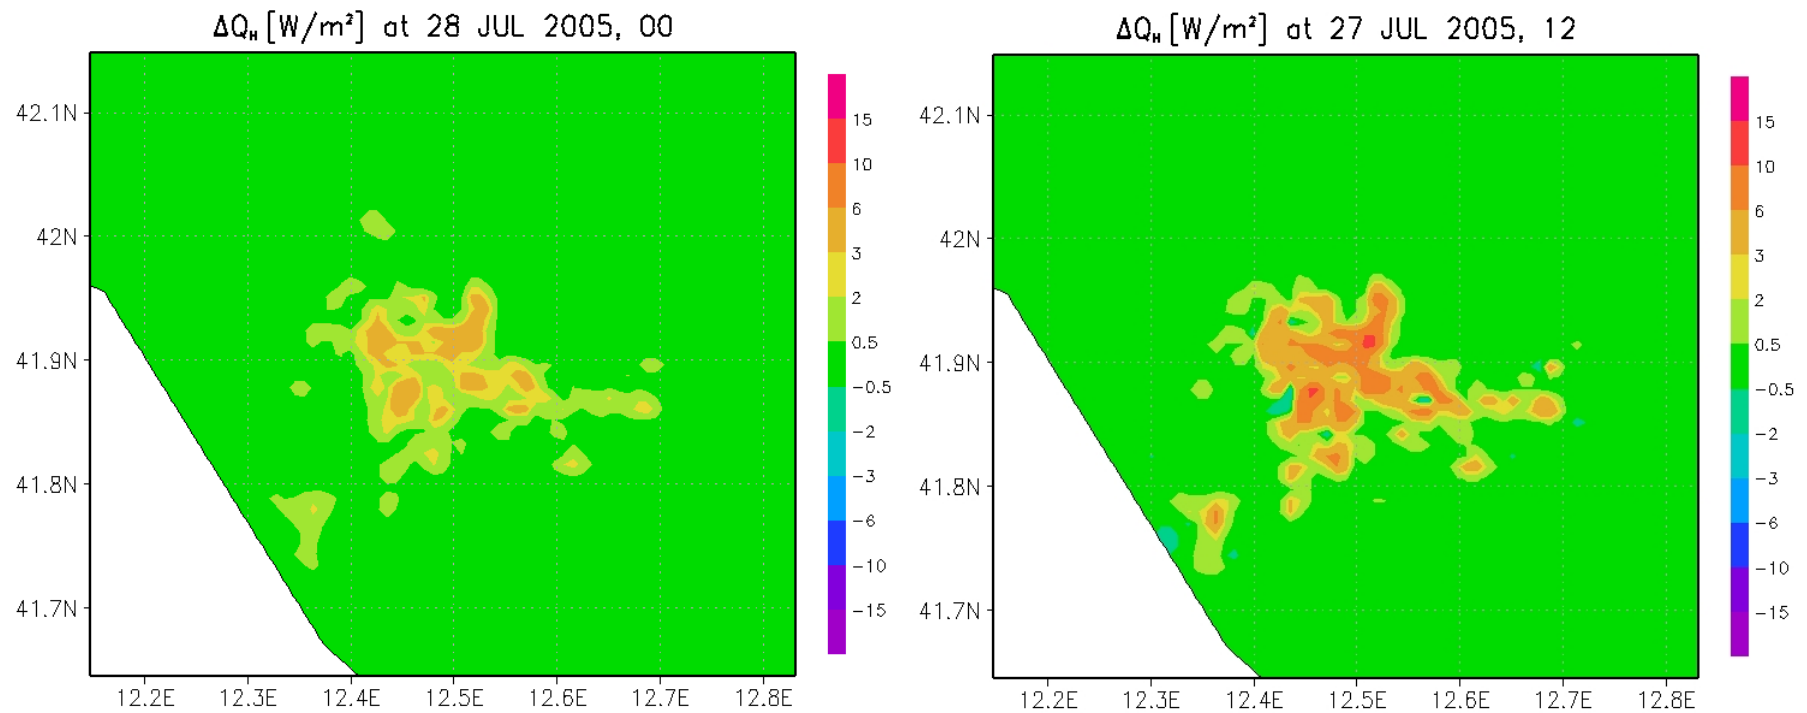 ΔQH [W/m²] at 28 JUL 2005, 00
42.1N
42N
41.9N
41.8N
41.7N
12.2E 12.3E 12.4E 12.5E 12.6E 12.7E 12.8E
15
10
6
3
2
0.5
−0.5
−2
−3
−6
−10
−15
ΔQH [W/m²] at 27 JUL 2005, 12
42.1N
42N
41.9N
41.8N
41.7N
12.2E 12.3E 12.4E 12.5E 12.6E 12.7E 12.8E
15
10
6
3
2
0.5
−0.5
−2
−3
−6
−10
−15